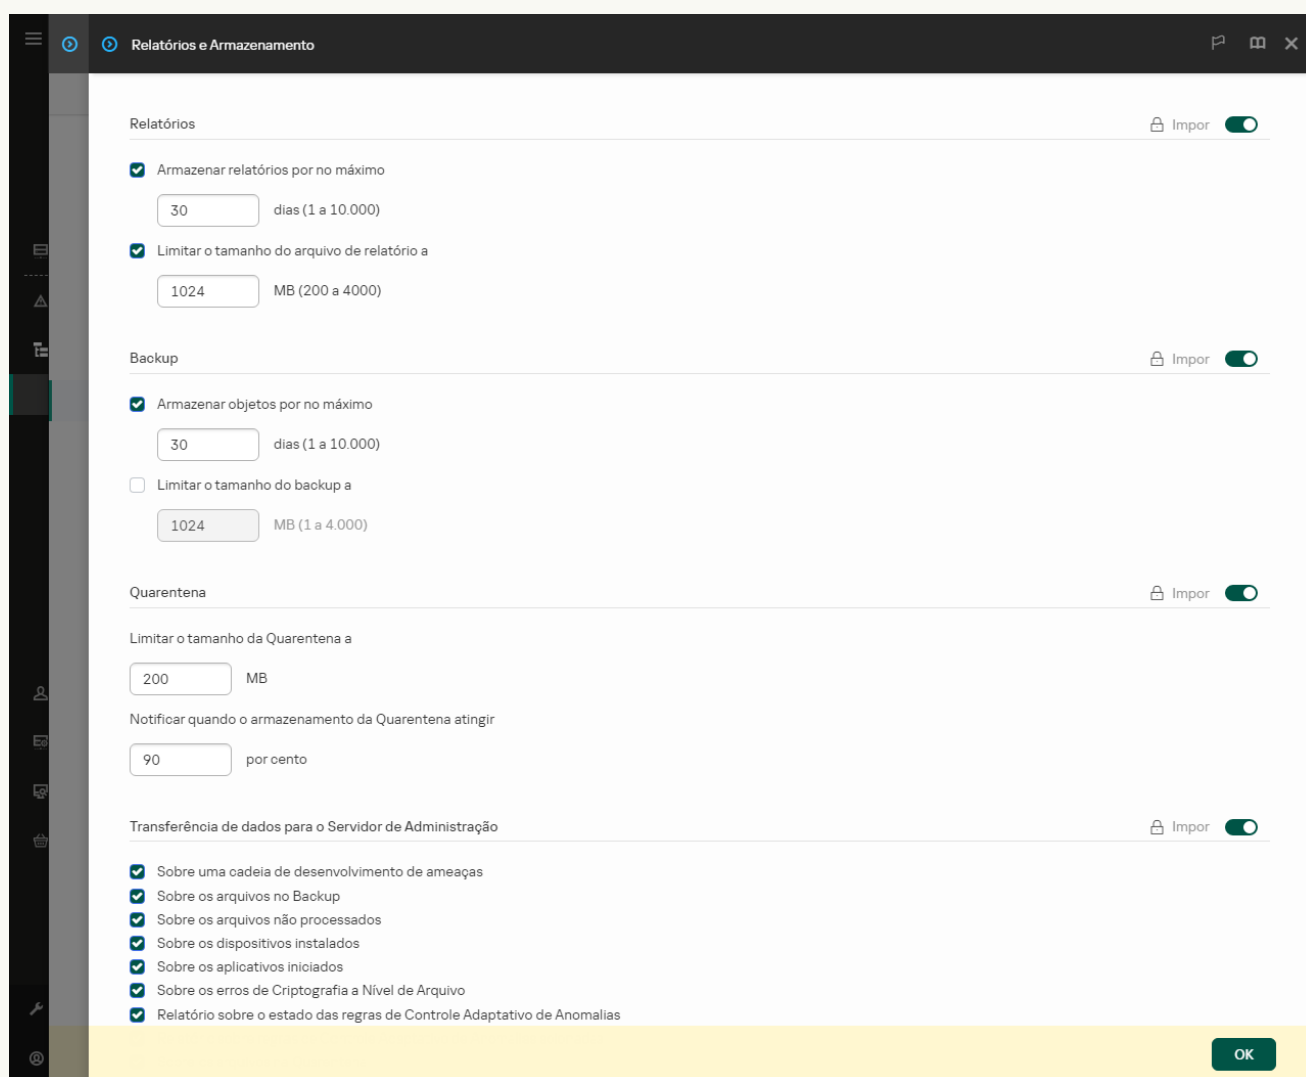 Relatórios e Armazenamento
Relatórios
Impor
Armazenar relatórios por no máximo
30 dias (1 a 10.000)
Limitar o tamanho do arquivo de relatório a
1024 MB (200 a 4000)
Backup
Impor
Armazenar objetos por no máximo
30 dias (1 a 10.000)
Limitar o tamanho do backup a
1024 MB (1 a 4.000)
Quarentena
Impor
Limitar o tamanho da Quarentena a
200 MB
Notificar quando o armazenamento da Quarentena atingir
90 por cento
Transferência de dados para o Servidor de Administração
Impor
Sobre uma cadeia de desenvolvimento de ameaças
Sobre os arquivos no Backup
Sobre os arquivos não processados
Sobre os dispositivos instalados
Sobre os aplicativos iniciados
Sobre os erros de Criptografia a Nível de Arquivo
Relatório sobre o estado das regras de Controle Adaptativo de Anomalias
OK